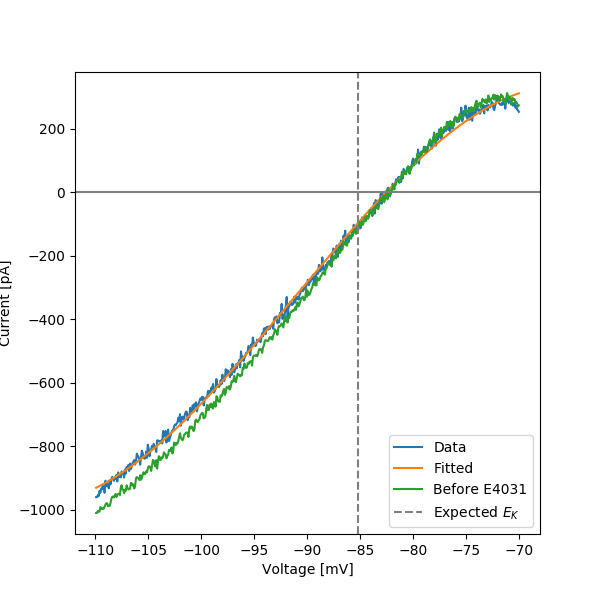 200
0
−200
−400
−600
−800
−1000
Current [pA]
−110
−105
−100
−95
−90
−85
−80
−75
−70
Voltage [mV]
Data
Fitted
Before E4031
Expected $E_K$